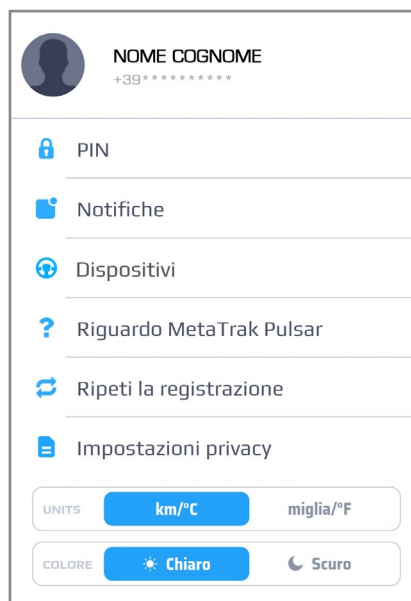 NOME COGNOME
+39**********
PIN
Notifiche
Dispositivi
Riguardo MetaTrak Pulsar
Ripeti la registrazione
Impostazioni privacy
UNITS km/°C miglia/°F
COLORE Chiaro Scuro